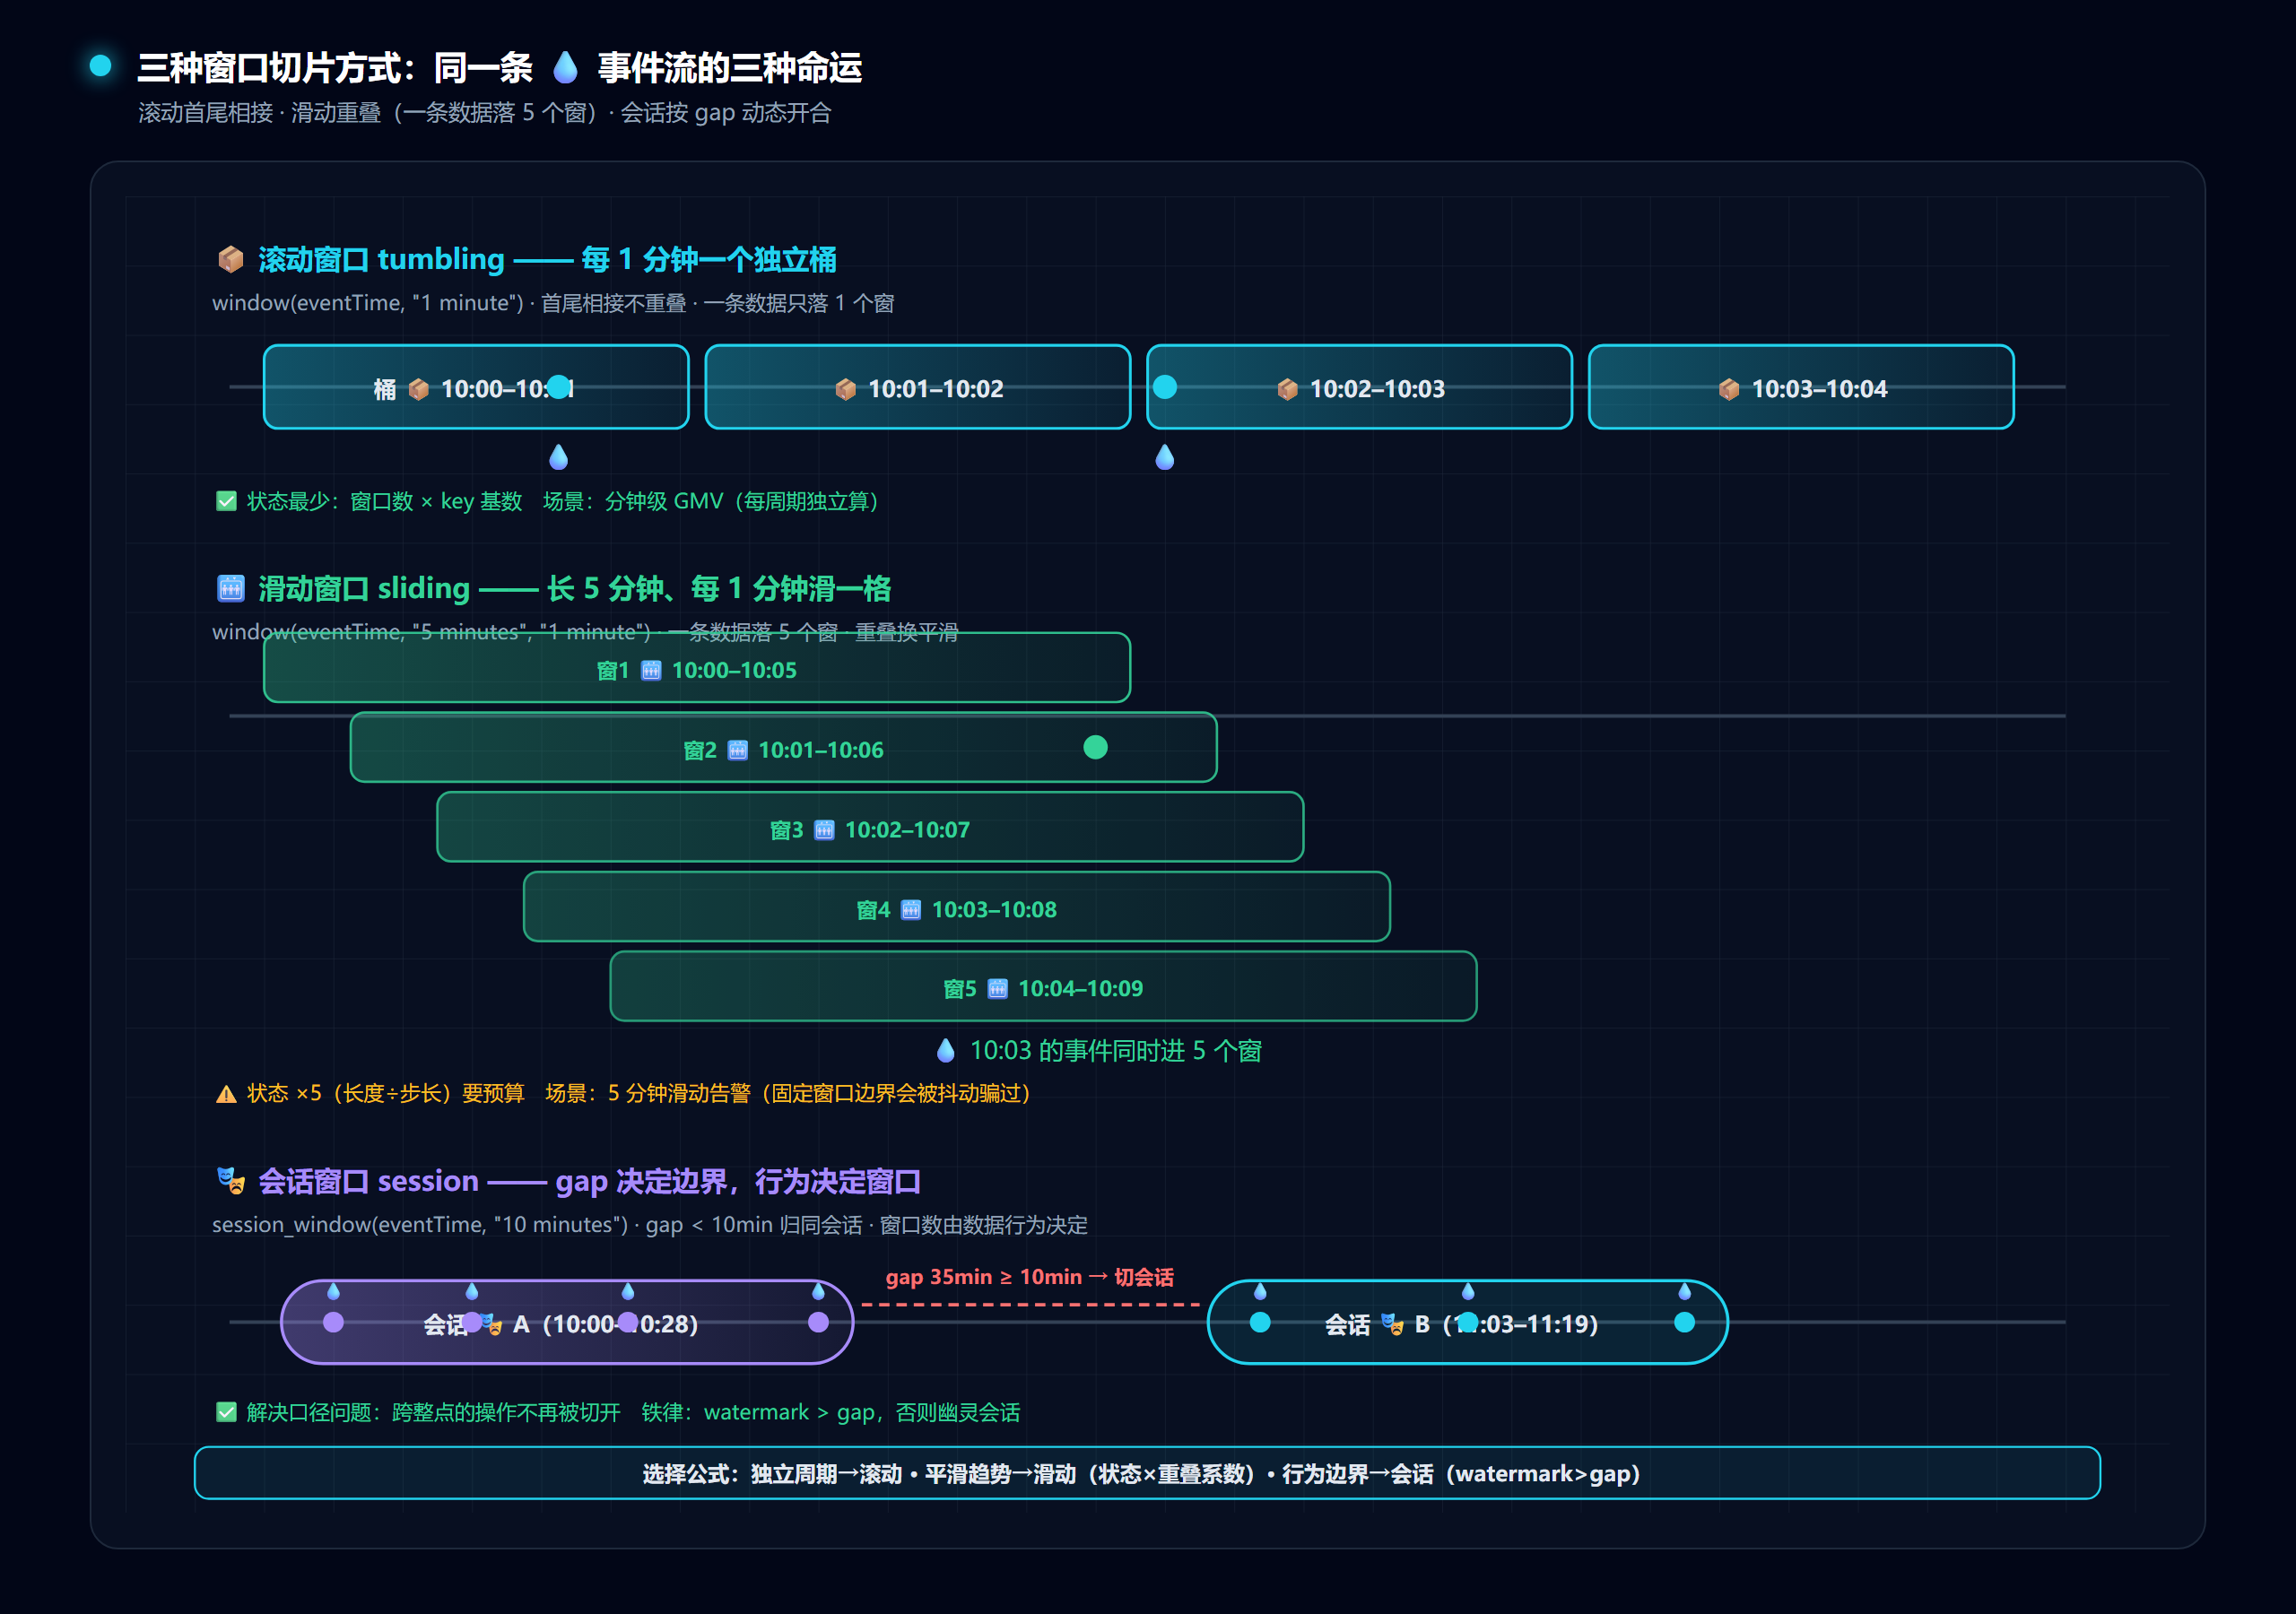 三种窗口切片方式：同一条 💧 事件流的三种命运
滚动首尾相接 · 滑动重叠（一条数据落 5 个窗）· 会话按 gap 动态开合
📦 滚动窗口 tumbling —— 每 1 分钟一个独立桶
window(eventTime, "1 minute") · 首尾相接不重叠 · 一条数据只落 1 个窗
桶 📦 10:00–10:01
📦 10:01–10:02
📦 10:02–10:03
📦 10:03–10:04
✅ 状态最少：窗口数 × key 基数 场景：分钟级 GMV（每周期独立算）
滑动窗口 sliding —— 长 5 分钟、每 1 分钟滑一格
window(eventTime, "5 minutes", "1 minute") · 一条数据落 5 个窗 · 重叠换平滑
窗1 10:00–10:05
窗2 10:01–10:06
窗3 10:02–10:07
窗4 10:03–10:08
窗5 10:04–10:09
💧 10:03 的事件同时进 5 个窗
⚠️ 状态 ×5（长度÷步长）要预算 场景：5 分钟滑动告警（固定窗口边界会被抖动骗过）
🎭 会话窗口 session —— gap 决定边界，行为决定窗口
session_window(eventTime, "10 minutes") · gap < 10min 归同会话 · 窗口数由数据行为决定
gap 35min ≥ 10min → 切会话
会话 🎭 A（10:00–10:28）
会话 🎭 B（11:03–11:19）
✅ 解决口径问题：跨整点的操作不再被切开 铁律：watermark > gap，否则幽灵会话
选择公式：独立周期→滚动 • 平滑趋势→滑动（状态×重叠系数）• 行为边界→会话（watermark>gap）